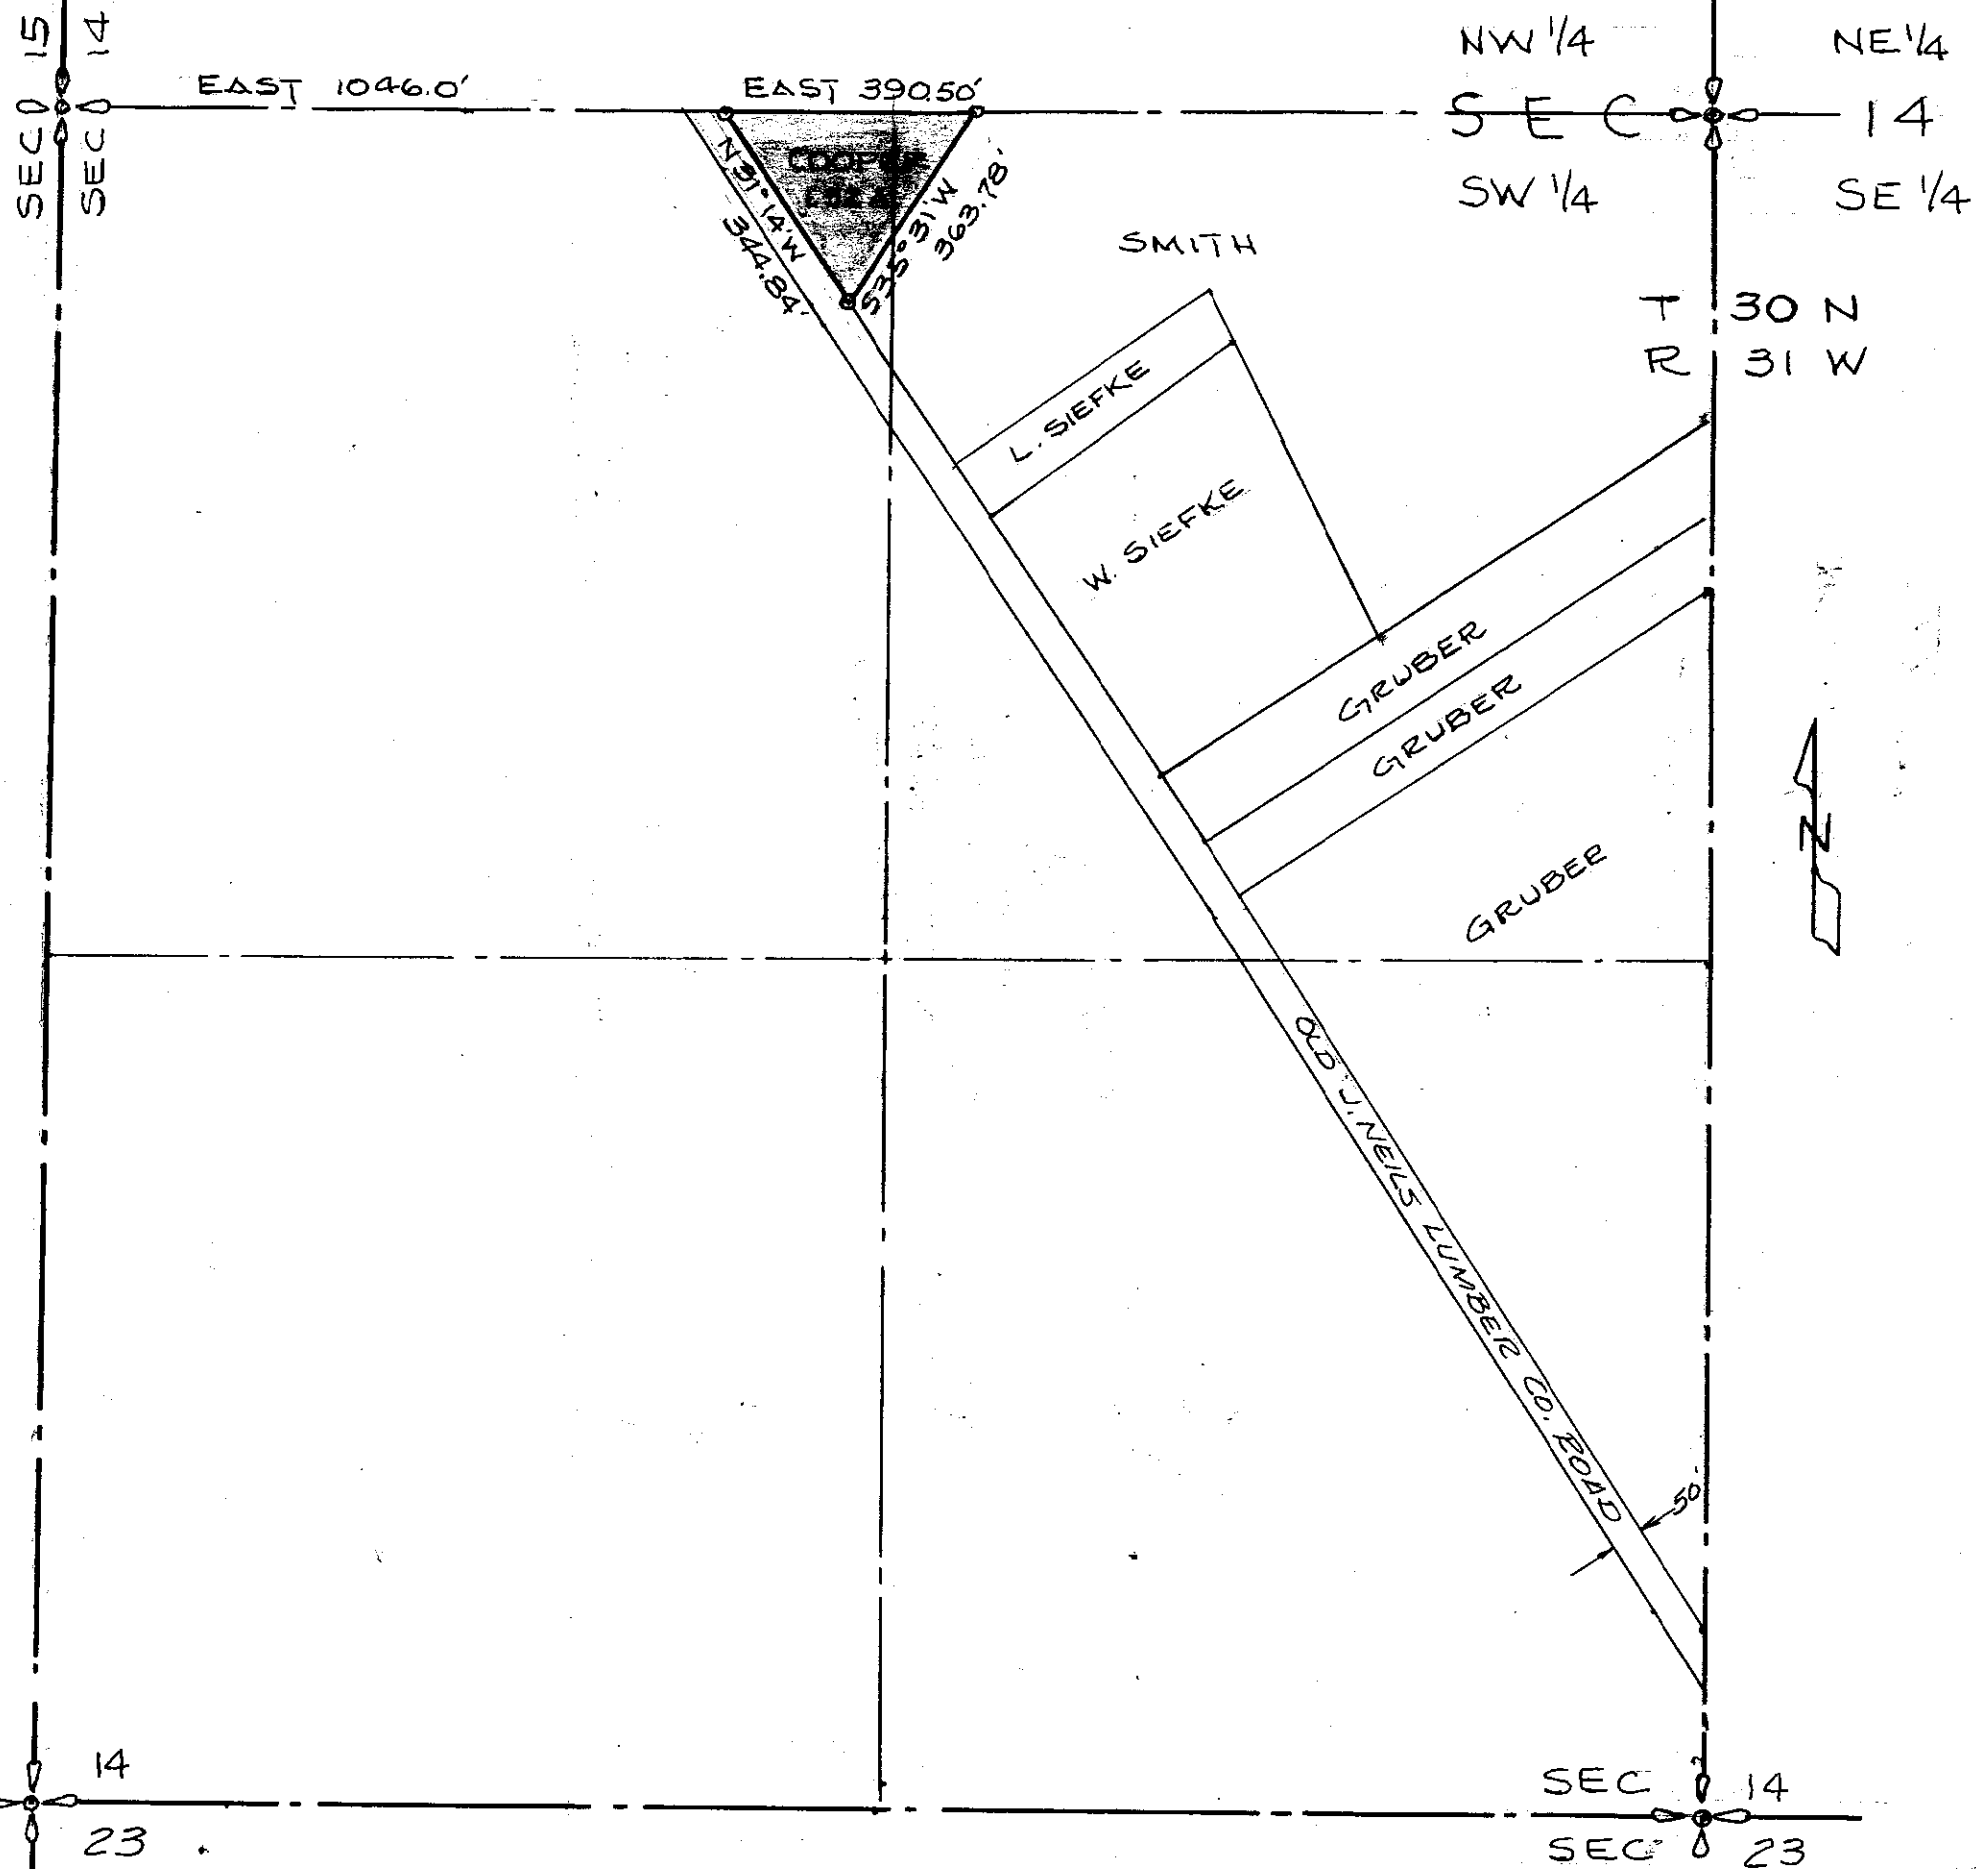 SEC 15
SEC 14
EAST 1046.0'
EAST 390.50'
NW 1/4
NE 1/4
SEC 14
SW 1/4
SE 1/4
COOPER
N 31° 14' W
344.84'
S 35° 31' W
363.78'
SMITH
T 30 N
R 31 W
L. SIEFKE
W. SIEFKE
GRUBER
GRUBER
GRUBER
N
OLD J. NEILS LUMBER CO. ROAD
50'
14
23
SEC 14
SEC 23